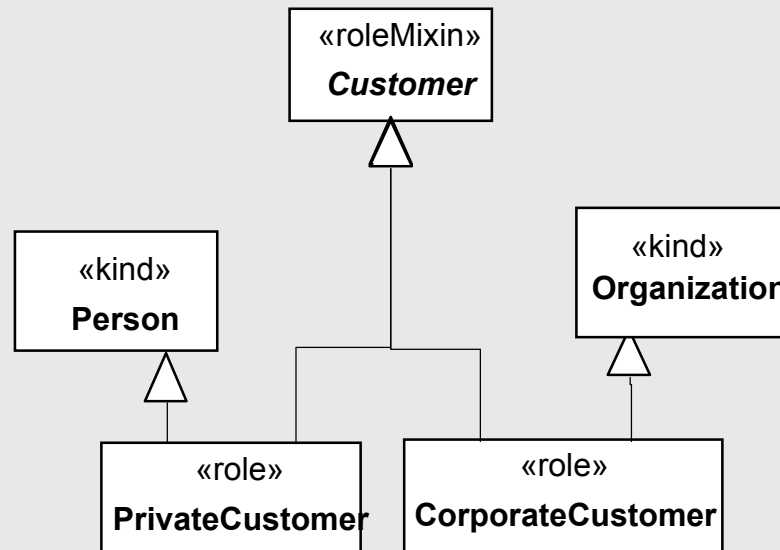 «roleMixin»
Customer
«kind»
Person
«kind»
Organization
«role»
PrivateCustomer
«role»
CorporateCustomer